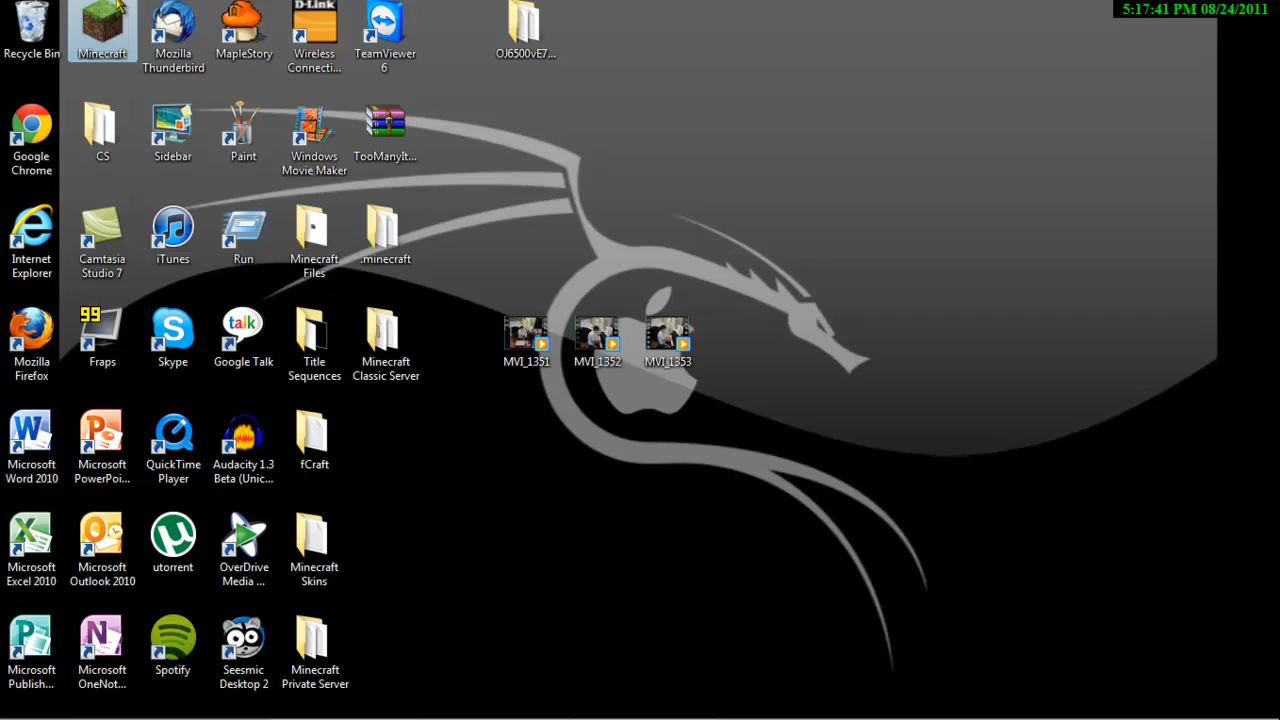 5:17:41 PM 08/24/2011
D-Link
Recycle Bin
Minecraft
Mozilla
Thunderbird
MapleStory
Wireless
Connecti...
TeamViewer
6
OJ6500vE7...
Google
Chrome
CS
Sidebar
Paint
Windows
Movie Maker
TooManyIt...
Internet
Explorer
Camtasia
Studio 7
iTunes
Run
Minecraft
Files
.minecraft
99
talk
Mozilla
Firefox
Fraps
Skype
Google Talk
Title
Sequences
Minecraft
Classic Server
MVI_1351
MVI_1352
MVI_1353
Microsoft
Word 2010
Microsoft
PowerPoi...
QuickTime
Player
Audacity 1.3
Beta (Unic...
fCraft
Microsoft
Excel 2010
Microsoft
Outlook 2010
utorrent
OverDrive
Media ...
Minecraft
Skins
Microsoft
Publish...
Microsoft
OneNot...
Spotify
Seesmic
Desktop 2
Minecraft
Private Server